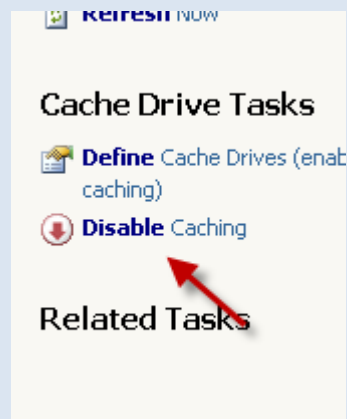 Refresh Now
Cache Drive Tasks
Define Cache Drives (enab
caching)
Disable Caching
Related Tasks